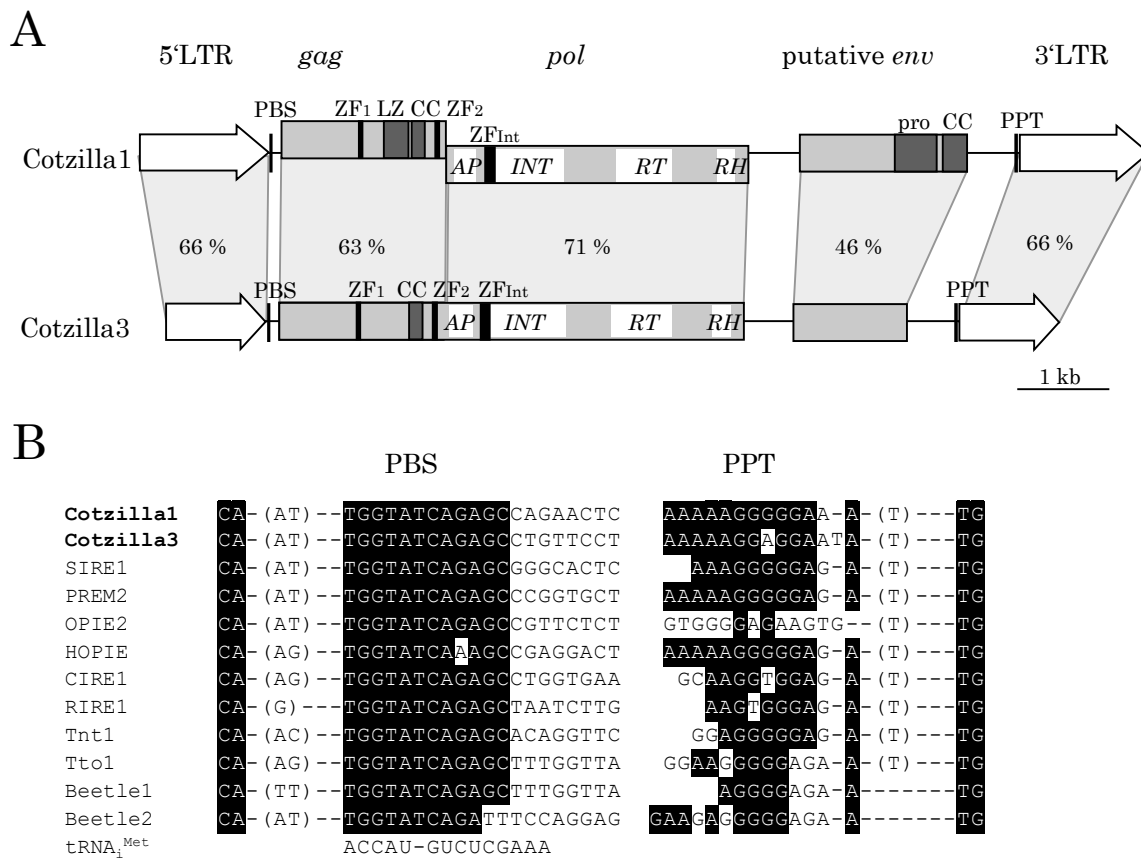 A
5‘LTR gag pol putative env 3‘LTR
PBS ZF1 LZ CC ZF2 pro CC PPT
ZFInt
Cotzilla1 AP INT RT RH
66 % 63 % 71 % 46 % 66 %
PBS ZF1 CC ZF2 ZFInt PPT
Cotzilla3 AP INT RT RH
1 kb
B
PBS PPT
Cotzilla1 CA-(AT)--TGGTATCAGAGCCAGAACTC AAAAAGGGGGAA-A-(T)---TG
Cotzilla3 CA-(AT)--TGGTATCAGAGCCTGTTCCT AAAAAGGAGGAATA-(T)---TG
SIRE1 CA-(AT)--TGGTATCAGAGCGGGCACTC AAAGGGGGAG-A-(T)---TG
PREM2 CA-(AT)--TGGTATCAGAGCCCGGTGCT AAAAAGGGGGAG-A-(T)---TG
OPIE2 CA-(AT)--TGGTATCAGAGCCGTTCTCT GTGGGGAGAAGTG--(T)---TG
HOPIE CA-(AG)--TGGTATCAAAGCCGAGGACT AAAAAGGGGGAG-A-(T)---TG
CIRE1 CA-(AG)--TGGTATCAGAGCCTGGTGAA GCAAGGTGGAG-A-(T)---TG
RIRE1 CA-(G)---TGGTATCAGAGCTAATCTTG AAGTGGGAG-A-(T)---TG
Tnt1 CA-(AC)--TGGTATCAGAGCACAGGTTC GGAGGGGGAG-A-(T)---TG
Tto1 CA-(AG)--TGGTATCAGAGCTTTGGTTA GGAAGGGGGAGA-A-(T)---TG
Beetle1 CA-(TT)--TGGTATCAGAGCTTTGGTTA AGGGGAGA-A-------TG
Beetle2 CA-(AT)--TGGTATCAGATTTCCAGGAG GAAGAGGGGGAGA-A-------TG
tRNAiMet ACCAU-GUCUCGAAA